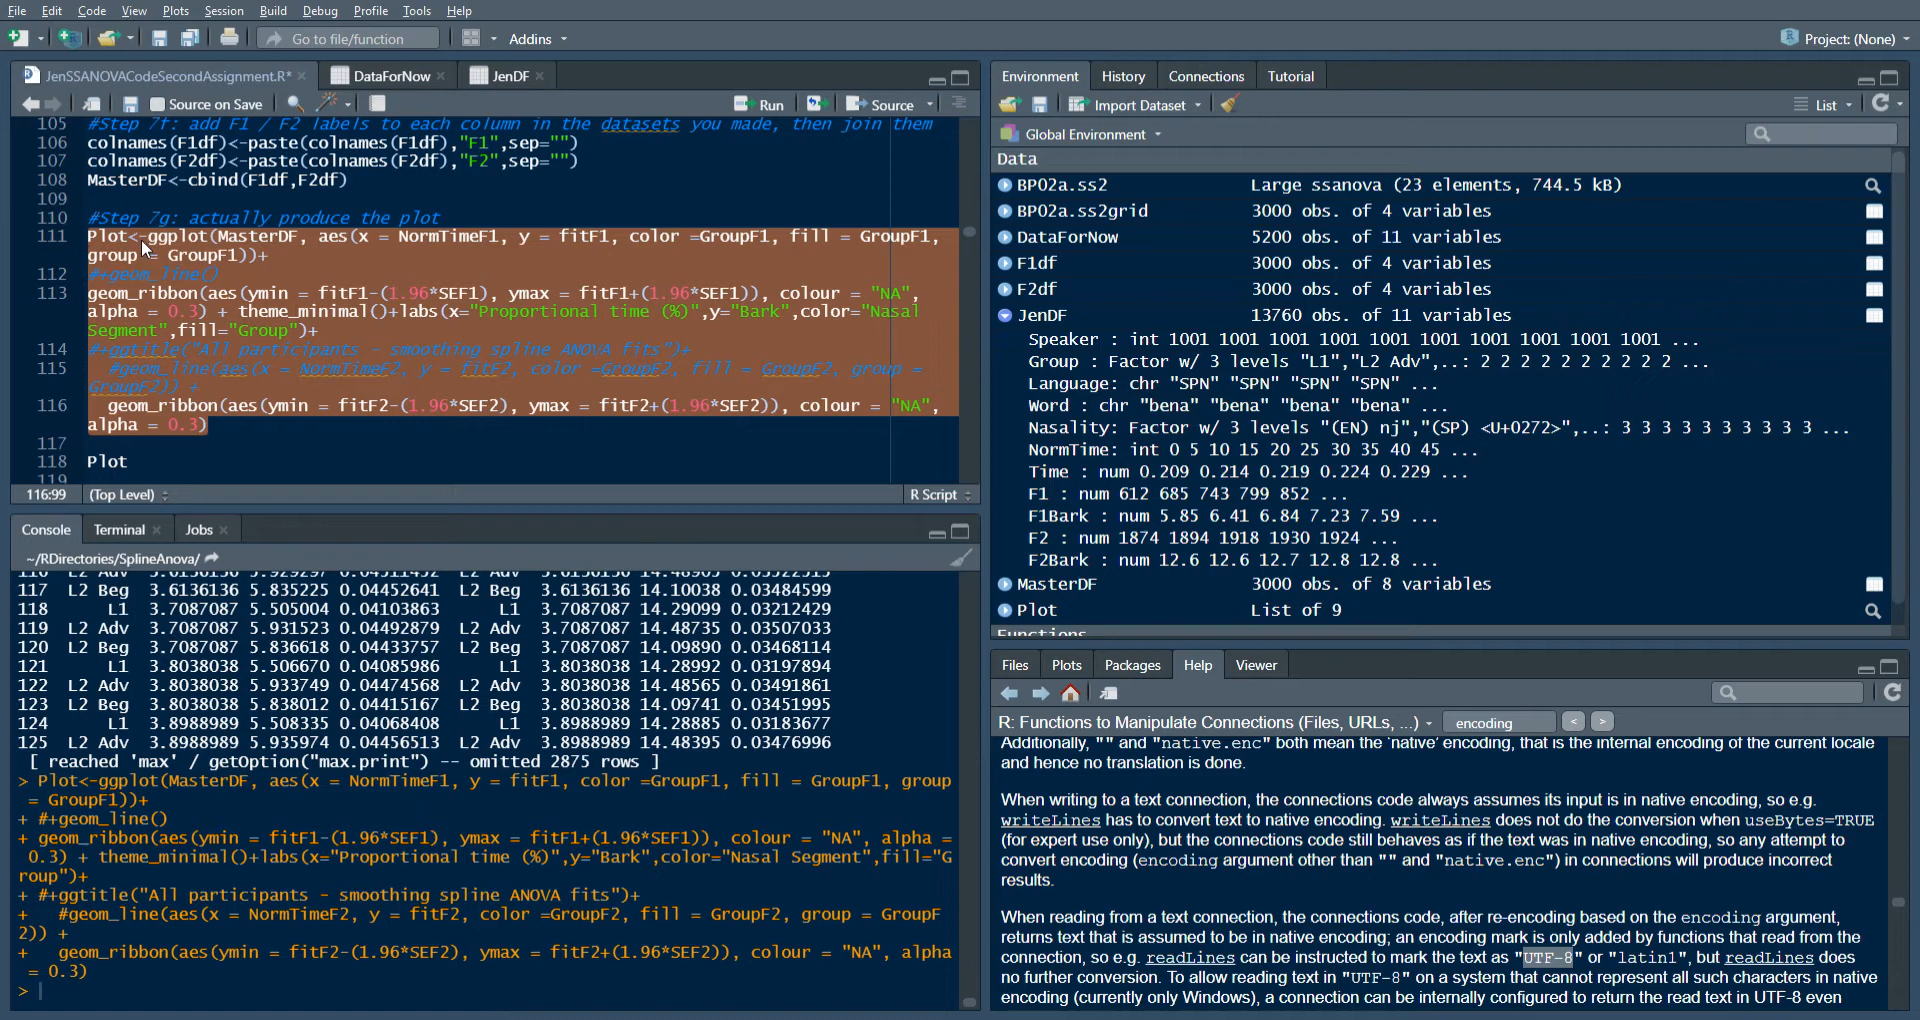 File Edit Code View Plots Session Build Debug Profile Tools Help
Go to file/function Addins Project: (None)
JenSSANOVACodeSecondAssignment.R* DataForNow JenDF
Source on Save Run Source
105 #Step 7f: add F1 / F2 labels to each column in the datasets you made, then join them
106 colnames(F1df)<-paste(colnames(F1df),"F1",sep="")
107 colnames(F2df)<-paste(colnames(F2df),"F2",sep="")
108 MasterDF<-cbind(F1df,F2df)
109
110 #Step 7g: actually produce the plot
111 Plot<-ggplot(MasterDF, aes(x = NormTimeF1, y = fitF1, color =GroupF1, fill = GroupF1,
group = GroupF1))+
112 #+geom_line()
113 geom_ribbon(aes(ymin = fitF1-(1.96*SEF1), ymax = fitF1+(1.96*SEF1)), colour = "NA",
alpha = 0.3) + theme_minimal()+labs(x="Proportional time (%)",y="Bark",color="Nasal
Segment",fill="Group")+
114 #+ggtitle("All participants - smoothing spline ANOVA fits")+
115 #geom_line(aes(x = NormTimeF2, y = fitF2, color =GroupF2, fill = GroupF2, group =
GroupF2)) +
116 geom_ribbon(aes(ymin = fitF2-(1.96*SEF2), ymax = fitF2+(1.96*SEF2)), colour = "NA",
alpha = 0.3)
117
118 Plot
119
116:99 (Top Level) R Script
Console Terminal Jobs
~/RDirectories/SplineAnova/
116 L2 Adv 3.6136136 5.929297 0.04511452 L2 Adv 3.6136136 14.48905 0.03522515
117 L2 Beg 3.6136136 5.835225 0.04452641 L2 Beg 3.6136136 14.10038 0.03484599
118 L1 3.7087087 5.505004 0.04103863 L1 3.7087087 14.29099 0.03212429
119 L2 Adv 3.7087087 5.931523 0.04492879 L2 Adv 3.7087087 14.48735 0.03507033
120 L2 Beg 3.7087087 5.836618 0.04433757 L2 Beg 3.7087087 14.09890 0.03468114
121 L1 3.8038038 5.506670 0.04085986 L1 3.8038038 14.28992 0.03197894
122 L2 Adv 3.8038038 5.933749 0.04474568 L2 Adv 3.8038038 14.48565 0.03491861
123 L2 Beg 3.8038038 5.838012 0.04415167 L2 Beg 3.8038038 14.09741 0.03451995
124 L1 3.8988989 5.508335 0.04068408 L1 3.8988989 14.28885 0.03183677
125 L2 Adv 3.8988989 5.935974 0.04456513 L2 Adv 3.8988989 14.48395 0.03476996
[ reached 'max' / getOption("max.print") -- omitted 2875 rows ]
> Plot<-ggplot(MasterDF, aes(x = NormTimeF1, y = fitF1, color =GroupF1, fill = GroupF1, group
= GroupF1))+
+ #+geom_line()
+ geom_ribbon(aes(ymin = fitF1-(1.96*SEF1), ymax = fitF1+(1.96*SEF1)), colour = "NA", alpha =
0.3) + theme_minimal()+labs(x="Proportional time (%)",y="Bark",color="Nasal Segment",fill="G
roup")+
+ #+ggtitle("All participants - smoothing spline ANOVA fits")+
+ #geom_line(aes(x = NormTimeF2, y = fitF2, color =GroupF2, fill = GroupF2, group = GroupF
2)) +
+ geom_ribbon(aes(ymin = fitF2-(1.96*SEF2), ymax = fitF2+(1.96*SEF2)), colour = "NA", alpha
= 0.3)
>
Environment History Connections Tutorial
Import Dataset List
Global Environment
Data
BP02a.ss2 Large ssanova (23 elements, 744.5 kB)
BP02a.ss2grid 3000 obs. of 4 variables
DataForNow 5200 obs. of 11 variables
F1df 3000 obs. of 4 variables
F2df 3000 obs. of 4 variables
JenDF 13760 obs. of 11 variables
Speaker : int 1001 1001 1001 1001 1001 1001 1001 1001 1001 1001 ...
Group : Factor w/ 3 levels "L1","L2 Adv",..: 2 2 2 2 2 2 2 2 2 2 ...
Language: chr "SPN" "SPN" "SPN" "SPN" ...
Word : chr "bena" "bena" "bena" "bena" ...
Nasality: Factor w/ 3 levels "(EN) nj","(SP) <U+0272>",..: 3 3 3 3 3 3 3 3 3 3 ...
NormTime: int 0 5 10 15 20 25 30 35 40 45 ...
Time : num 0.209 0.214 0.219 0.224 0.229 ...
F1 : num 612 685 743 799 852 ...
F1Bark : num 5.85 6.41 6.84 7.23 7.59 ...
F2 : num 1874 1894 1918 1930 1924 ...
F2Bark : num 12.6 12.6 12.7 12.8 12.8 ...
MasterDF 3000 obs. of 8 variables
Plot List of 9
Functions
Files Plots Packages Help Viewer
R: Functions to Manipulate Connections (Files, URLs, ...) encoding < >
Additionally, "" and "native.enc" both mean the 'native' encoding, that is the internal encoding of the current locale
and hence no translation is done.
When writing to a text connection, the connections code always assumes its input is in native encoding, so e.g.
writeLines has to convert text to native encoding. writeLines does not do the conversion when useBytes=TRUE
(for expert use only), but the connections code still behaves as if the text was in native encoding, so any attempt to
convert encoding (encoding argument other than "" and "native.enc") in connections will produce incorrect
results.
When reading from a text connection, the connections code, after re-encoding based on the encoding argument,
returns text that is assumed to be in native encoding; an encoding mark is only added by functions that read from the
connection, so e.g. readLines can be instructed to mark the text as "UTF-8" or "latin1", but readLines does
no further conversion. To allow reading text in "UTF-8" on a system that cannot represent all such characters in native
encoding (currently only Windows), a connection can be internally configured to return the read text in UTF-8 even